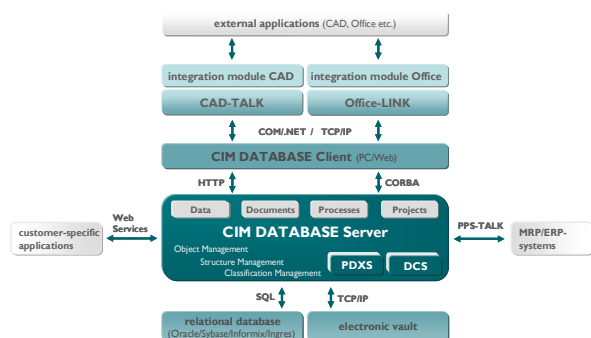 external applications (CAD, Office etc.)
integration module CAD
integration module Office
CAD-TALK
Office-LINK
COM/.NET / TCP/IP
CIM DATABASE Client (PC/Web)
HTTP
CORBA
Data
Documents
Processes
Projects
CIM DATABASE Server
Object Management
Structure Management
Classification Management
PDXS
DCS
customer-specific
applications
Web
Services
PPS-TALK
MRP/ERP-
systems
SQL
TCP/IP
relational database
(Oracle/Sybase/Informix/Ingres)
electronic vault